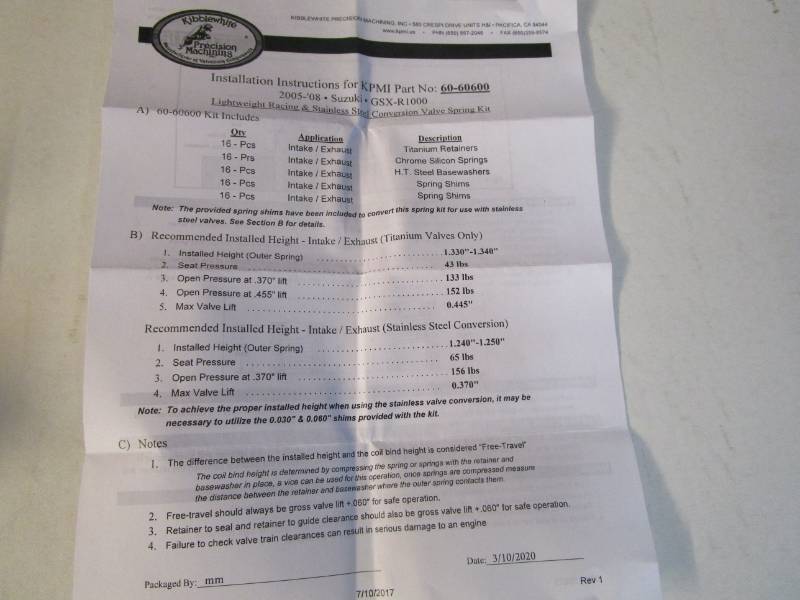 Kibblewhite
Precision
Machining
KIBBLEWHITE PRECISION MACHINING, INC • 580 CRESPI DRIVE UNITS H&I • PACIFICA, CA 94044
www.kpmi.us - PHN (650) 557-2046 • FAX (650)359-9574
Installation Instructions for KPMI Part No: 60-60600
2005-'08 • Suzuki • GSX-R1000
Lightweight Racing & Stainless Steel Conversion Valve Spring Kit
A) 60-60600 Kit Includes
Qty Application Description
16 - Pcs Intake / Exhaust Titanium Retainers
16 - Prs Intake / Exhaust Chrome Silicon Springs
16 - Pcs Intake / Exhaust H.T. Steel Basewashers
16 - Pcs Intake / Exhaust Spring Shims
16 - Pcs Intake / Exhaust Spring Shims
Note: The provided spring shims have been included to convert this spring kit for use with stainless
steel valves. See Section B for details.
B) Recommended Installed Height - Intake / Exhaust (Titanium Valves Only)
1. Installed Height (Outer Spring) ........................ 1.330"-1.340"
2. Seat Pressure ........................ 43 lbs
3. Open Pressure at .370" lift ........................ 133 lbs
4. Open Pressure at .455" lift ........................ 152 lbs
5. Max Valve Lift ........................ 0.445"
Recommended Installed Height - Intake / Exhaust (Stainless Steel Conversion)
1. Installed Height (Outer Spring) ........................ 1.240"-1.250"
2. Seat Pressure ........................ 65 lbs
3. Open Pressure at .370" lift ........................ 156 lbs
4. Max Valve Lift ........................ 0.370"
Note: To achieve the proper installed height when using the stainless valve conversion, it may be
necessary to utilize the 0.030" & 0.060" shims provided with the kit.
C) Notes
1. The difference between the installed height and the coil bind height is considered "Free-Travel"
The coil bind height is determined by compressing the spring or springs with the retainer and
basewasher in place, a vice can be used for this operation, once springs are compressed measure
the distance between the retainer and basewasher where the outer spring contacts them.
2. Free-travel should always be gross valve lift +.060" for safe operation.
3. Retainer to seal and retainer to guide clearance should also be gross valve lift +.060" for safe operation.
4. Failure to check valve train clearances can result in serious damage to an engine
Packaged By: mm Date: 3/10/2020
7/10/2017 Rev 1